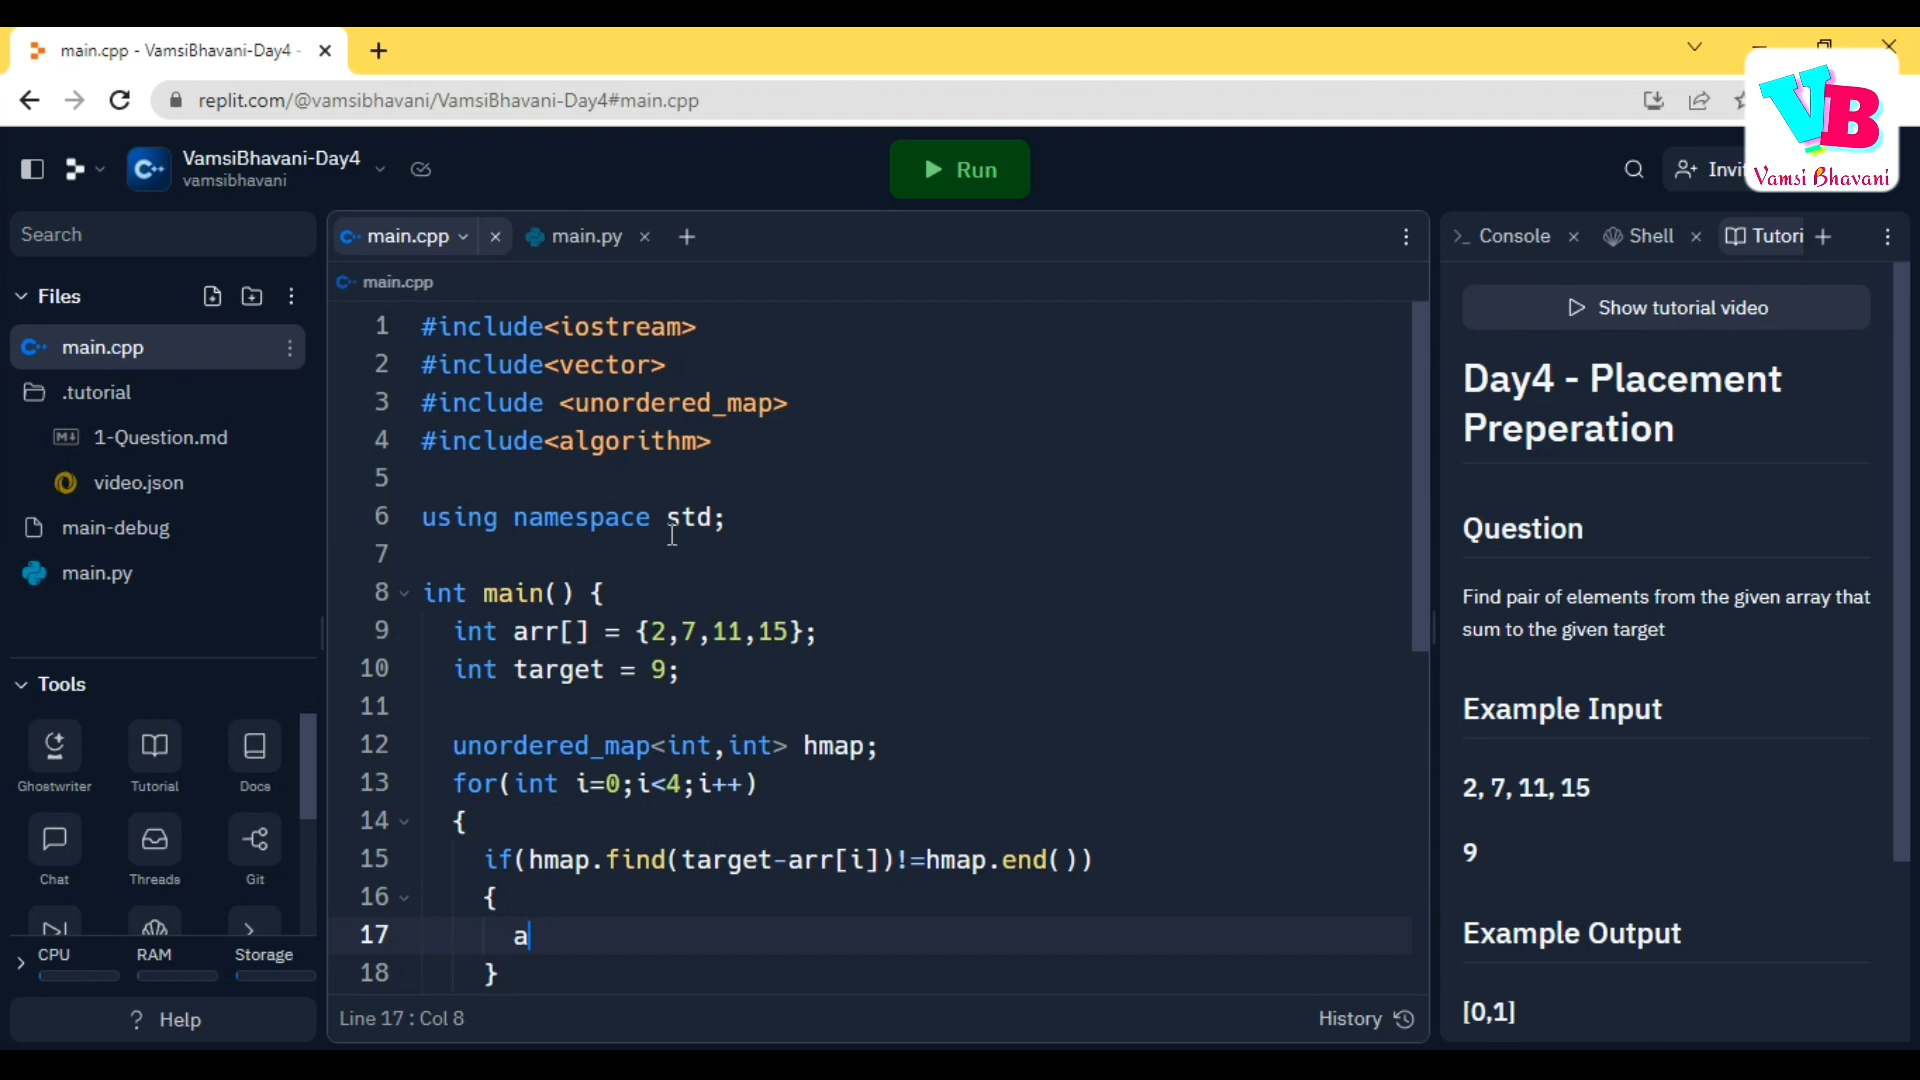 main.cpp - VamsiBhavani-Day4 -
replit.com/@vamsibhavani/VamsiBhavani-Day4#main.cpp
VB
Vamsi Bhavani
VamsiBhavani-Day4
vamsibhavani
Run
Invi
Search
Files
main.cpp
.tutorial
1-Question.md
video.json
main-debug
main.py
Tools
Ghostwriter
Tutorial
Docs
Chat
Threads
Git
CPU
RAM
Storage
? Help
main.cpp
main.py
main.cpp
1 #include<iostream>
2 #include<vector>
3 #include <unordered_map>
4 #include<algorithm>
5
6 using namespace std;
7
8 int main() {
9 int arr[] = {2,7,11,15};
10 int target = 9;
11
12 unordered_map<int,int> hmap;
13 for(int i=0;i<4;i++)
14 {
15 if(hmap.find(target-arr[i])!=hmap.end())
16 {
17 a
18 }
Line 17 : Col 8
History
Console
Shell
Tutori
Show tutorial video
Day4 - Placement
Preperation
Question
Find pair of elements from the given array that
sum to the given target
Example Input
2, 7, 11, 15
9
Example Output
[0,1]